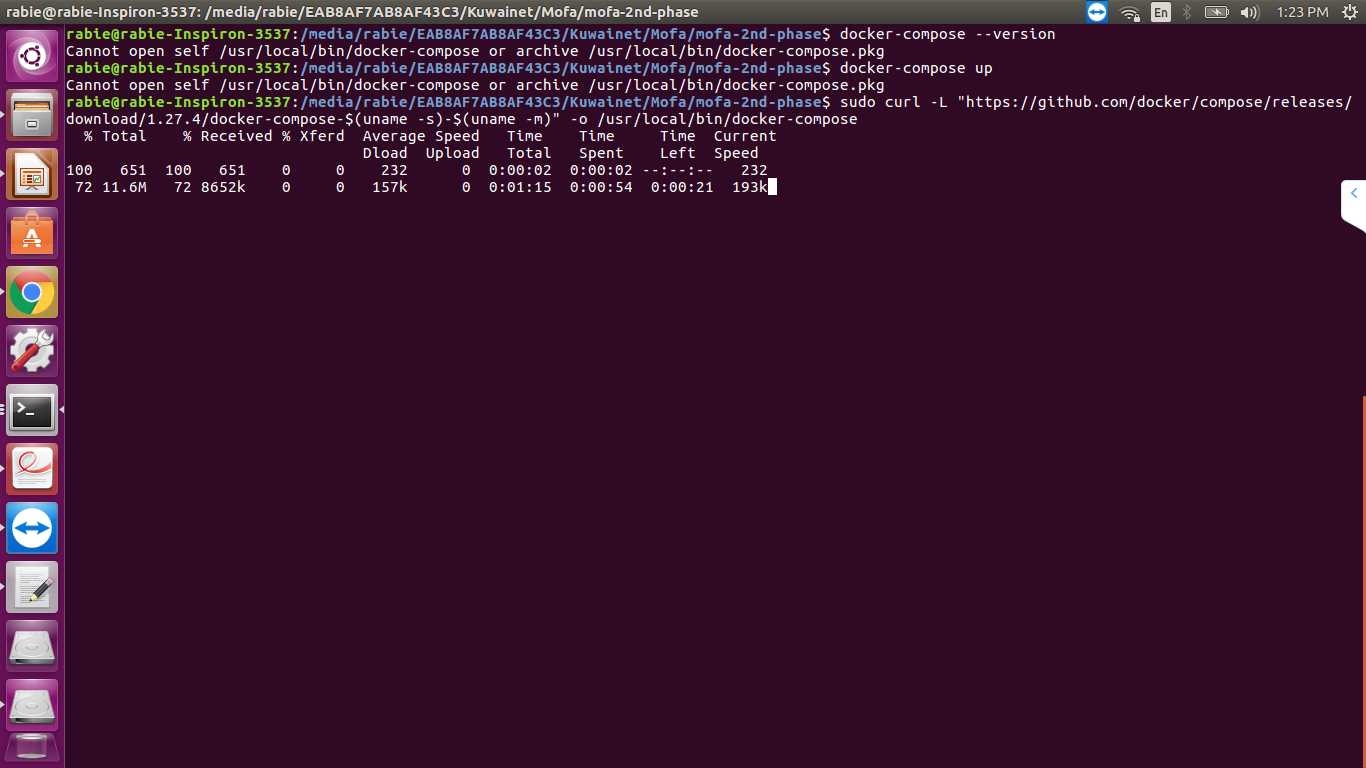 rabie@rabie-Inspiron-3537: /media/rabie/EAB8AF7AB8AF43C3/Kuwainet/Mofa/mofa-2nd-phase
En
1:23 PM
rabie@rabie-Inspiron-3537:/media/rabie/EAB8AF7AB8AF43C3/Kuwainet/Mofa/mofa-2nd-phase$ docker-compose --version
Cannot open self /usr/local/bin/docker-compose or archive /usr/local/bin/docker-compose.pkg
rabie@rabie-Inspiron-3537:/media/rabie/EAB8AF7AB8AF43C3/Kuwainet/Mofa/mofa-2nd-phase$ docker-compose up
Cannot open self /usr/local/bin/docker-compose or archive /usr/local/bin/docker-compose.pkg
rabie@rabie-Inspiron-3537:/media/rabie/EAB8AF7AB8AF43C3/Kuwainet/Mofa/mofa-2nd-phase$ sudo curl -L "https://github.com/docker/compose/releases/
download/1.27.4/docker-compose-$(uname -s)-$(uname -m)" -o /usr/local/bin/docker-compose
  % Total    % Received % Xferd  Average Speed   Time    Time     Time  Current
                                 Dload  Upload   Total   Spent    Left  Speed
100   651  100   651    0     0    232      0  0:00:02  0:00:02 --:--:--   232
 72 11.6M   72 8652k    0     0   157k      0  0:01:15  0:00:54  0:00:21  193k